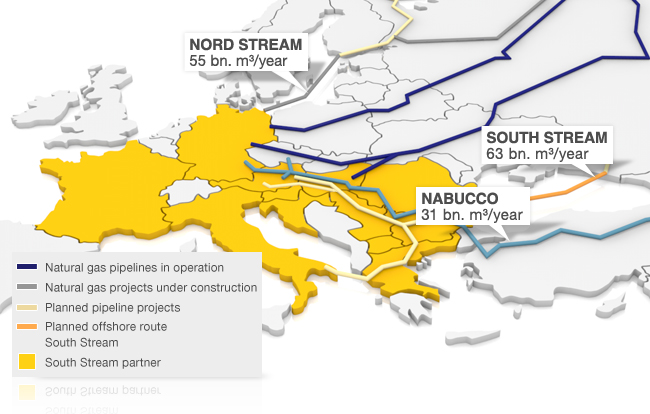 NORD STREAM
55 bn. m³/year
SOUTH STREAM
63 bn. m³/year
NABUCCO
31 bn. m³/year
Natural gas pipelines in operation
Natural gas projects under construction
Planned pipeline projects
Planned offshore route
South Stream
South Stream partner